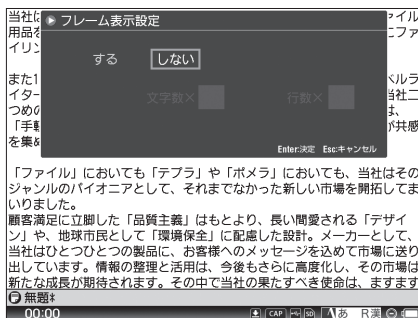 当社に
▶ フレーム表示設定
ァイル
用品を
にファ
イリン
する しない
また1
ベルラ
イター
文字数× 行数×
当社ニ
つめの
は、
「手軽
が共感
を集め
Enter:決定 Esc:キャンセル
「ファイル」においても「テプラ」や「ポメラ」においても、当社はその
ジャンルのパイオニアとして、それまでなかった新しい市場を開拓してま
いりました。
顧客満足に立脚した「品質主義」はもとより、長い間愛される「デザイ
ン」や、地球市民として「環境保全」に配慮した設計。メーカーとして、
当社はひとつひとつの製品に、お客様へのメッセージを込めて市場に送り
出しています。情報の整理と活用は、今後もさらに高度化し、その市場は
新たな成長が期待されます。その中で当社の果たすべき使命は、ますます
無題*
00:00 CAP SD あ R漢